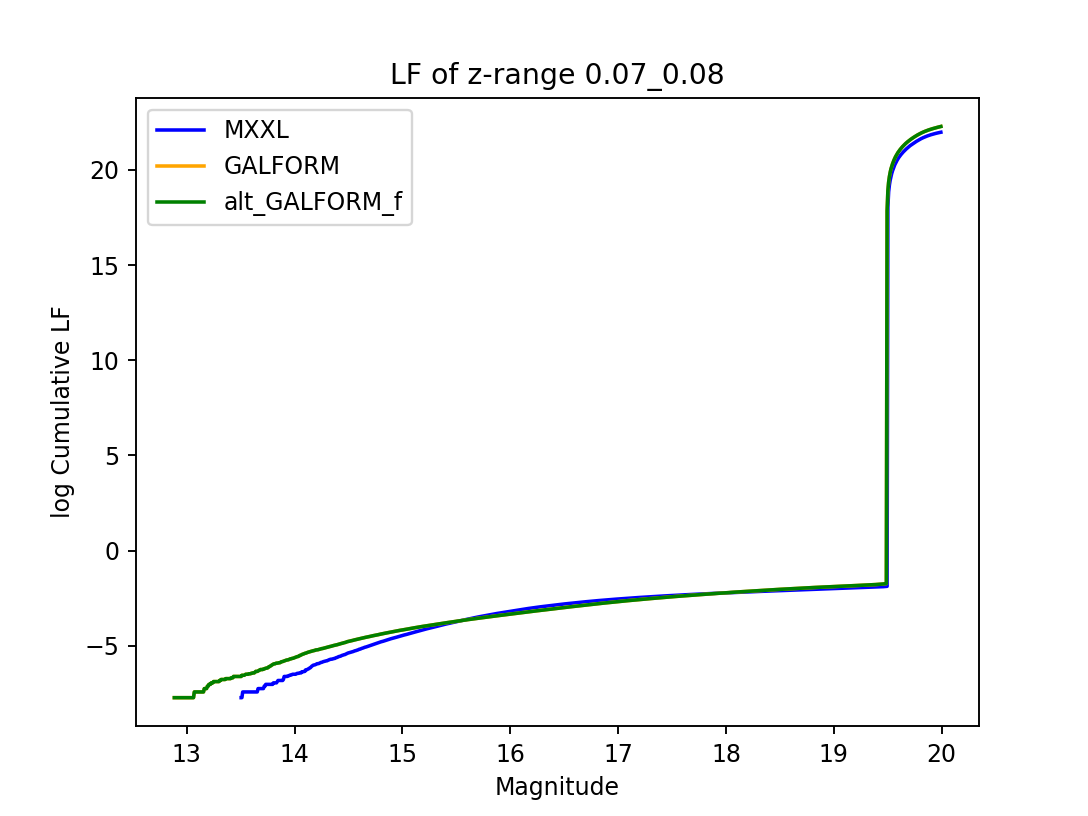 LF of z-range 0.07_0.08
MXXL
GALFORM
alt_GALFORM_f
log Cumulative LF
20
15
10
5
0
−5
13 14 15 16 17 18 19 20
Magnitude